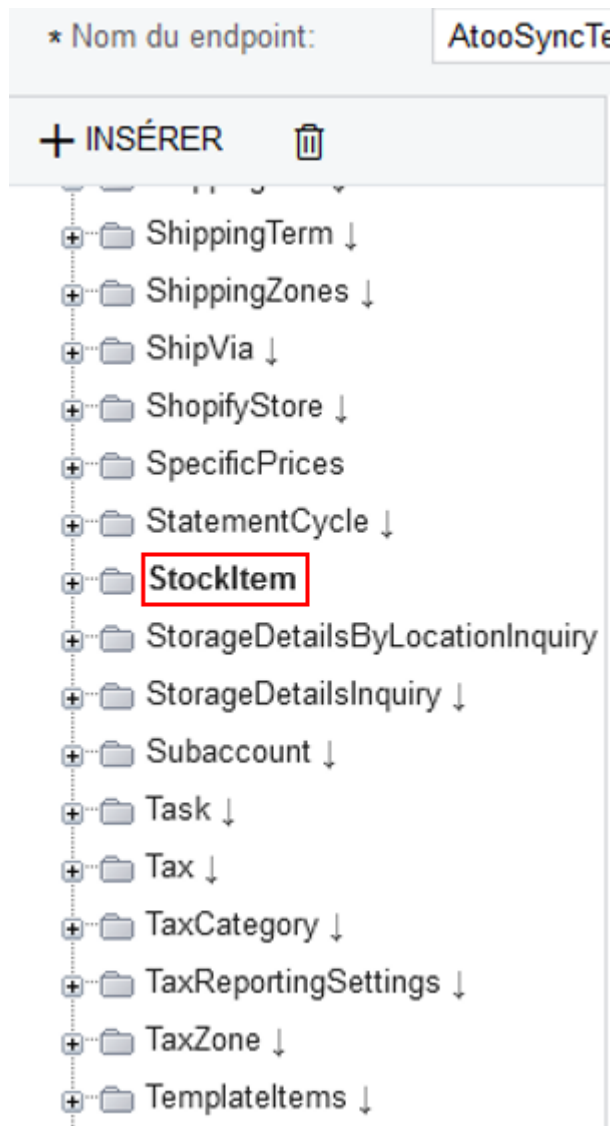 * Nom du endpoint:
AtooSyncTe
+ INSÉRER
ShippingTerm ↓
ShippingZones ↓
ShipVia ↓
ShopifyStore ↓
SpecificPrices
StatementCycle ↓
StockItem
StorageDetailsByLocationInquiry
StorageDetailsInquiry ↓
Subaccount ↓
Task ↓
Tax ↓
TaxCategory ↓
TaxReportingSettings ↓
TaxZone ↓
TemplateItems ↓